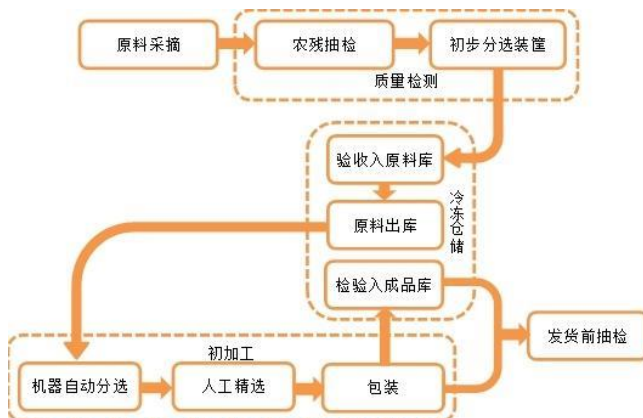 原料采摘
农残抽检
初步分选装筐
质量检测
验收入原料库
原料出库
冷冻仓储
检验入成品库
发货前抽检
初加工
机器自动分选
人工精选
包装